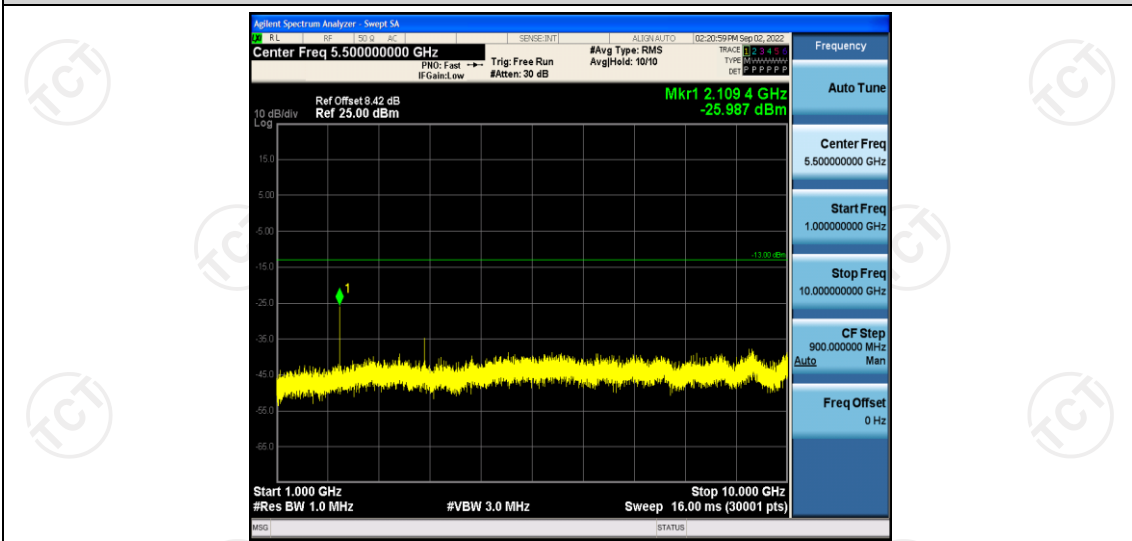 Agilent Spectrum Analyzer - Swept SA
RL RF 50 Ω AC SENSE:INT ALIGN AUTO 02:20:59 PM Sep 02, 2022
Center Freq 5.500000000 GHz
PNO: Fast
IFGain:Low
Trig: Free Run
#Atten: 30 dB
#Avg Type: RMS
Avg|Hold: 10/10
TRACE 1 2 3 4 5 6
TYPE M
DET P P P P P P
Mkr1 2.109 4 GHz
-25.987 dBm
Ref Offset 8.42 dB
10 dB/div Ref 25.00 dBm
Log
15.0
5.00
-5.00
-13.00 dBm
-15.0
1
-25.0
-35.0
-45.0
-55.0
-65.0
Start 1.000 GHz Stop 10.000 GHz
#Res BW 1.0 MHz #VBW 3.0 MHz Sweep 16.00 ms (30001 pts)
MSG STATUS
Frequency
Auto Tune
Center Freq
5.500000000 GHz
Start Freq
1.000000000 GHz
Stop Freq
10.000000000 GHz
CF Step
900.000000 MHz
Auto Man
Freq Offset
0 Hz
TCT
TCT
TCT
TCT
TCT
TCT